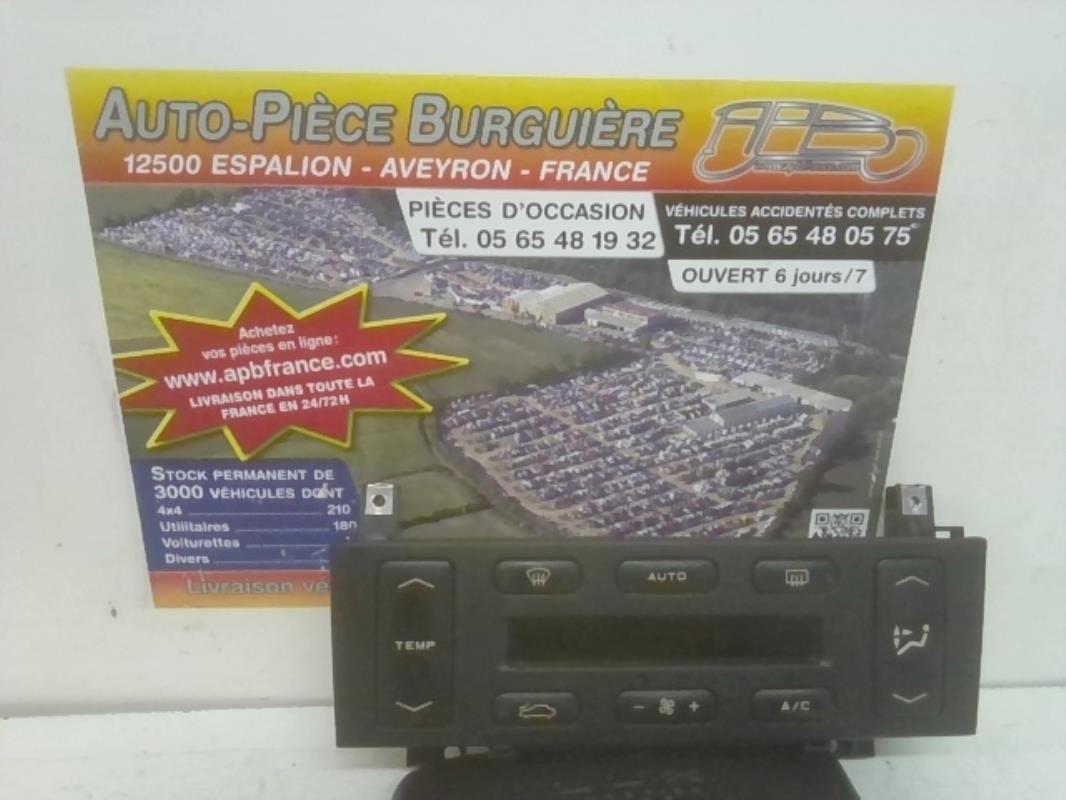 AUTO-PIÈCE BURGUIÈRE
12500 ESPALION - AVEYRON - FRANCE
PIÈCES D'OCCASION
Tél. 05 65 48 19 32
VÉHICULES ACCIDENTÉS COMPLETS
Tél. 05 65 48 05 75
OUVERT 6 jours/7
Achetez
vos pièces en ligne:
www.apbfrance.com
LIVRAISON DANS TOUTE LA
FRANCE EN 24/72H
STOCK PERMANENT DE
3000 VÉHICULES DONT
4x4 210
Utilitaires 180
Voiturettes
Divers
Livraison
AUTO
TEMP
- +
A/C